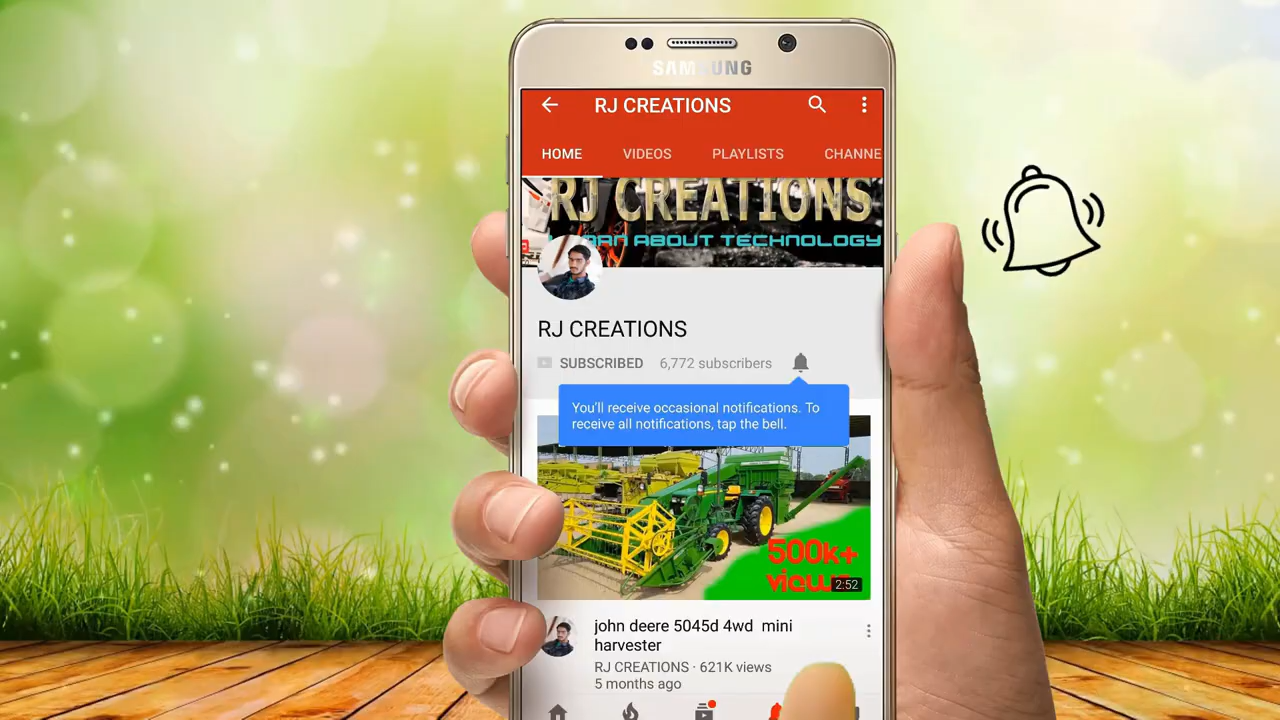 SAMSUNG
RJ CREATIONS
HOME VIDEOS PLAYLISTS CHANNE
RJ CREATIONS
ABOUT TECHNOLOGY
RJ CREATIONS
SUBSCRIBED 6,772 subscribers
You'll receive occasional notifications. To
receive all notifications, tap the bell.
500k+
views
2:52
john deere 5045d 4wd mini
harvester
RJ CREATIONS · 621K views
5 months ago